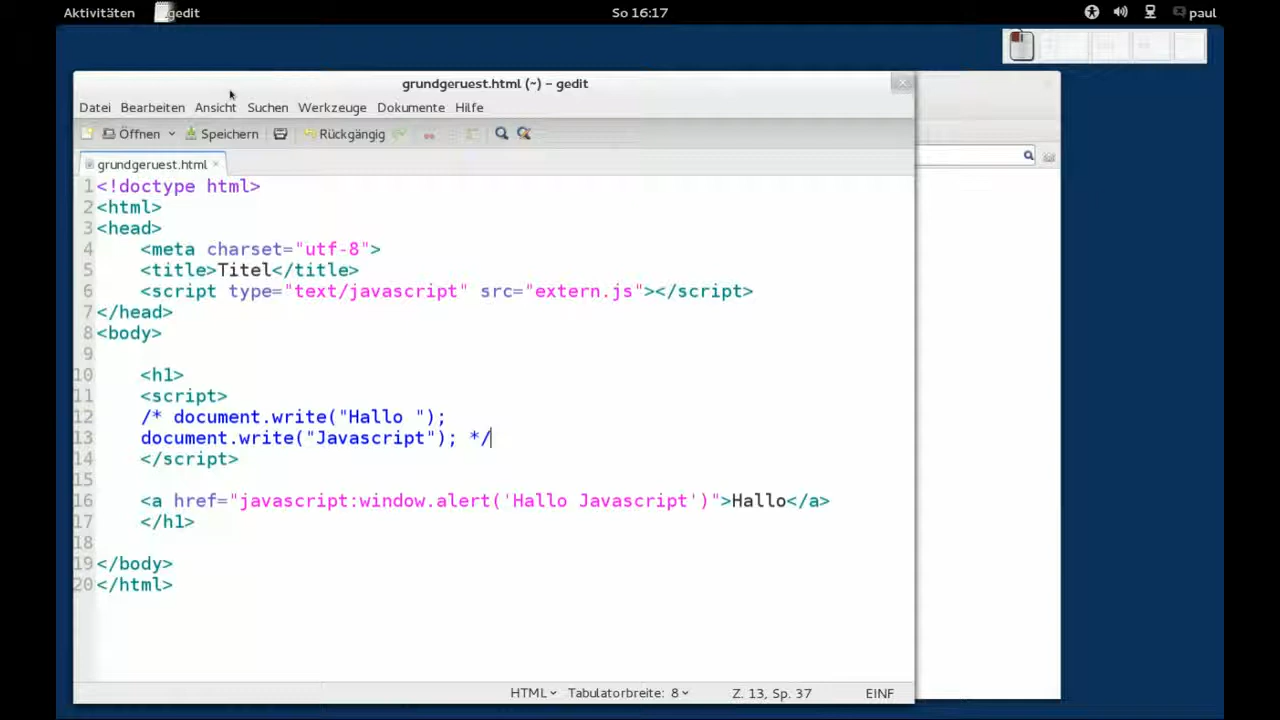 Aktivitäten gedit So 16:17 paul
grundgeruest.html (~) – gedit
Datei Bearbeiten Ansicht Suchen Werkzeuge Dokumente Hilfe
Öffnen Speichern Rückgängig
grundgeruest.html ×
1 <!doctype html>
2 <html>
3 <head>
4 <meta charset="utf-8">
5 <title>Titel</title>
6 <script type="text/javascript" src="extern.js"></script>
7 </head>
8 <body>
9
10 <h1>
11 <script>
12 /* document.write("Hallo ");
13 document.write("Javascript"); */
14 </script>
15
16 <a href="javascript:window.alert('Hallo Javascript')">Hallo</a>
17 </h1>
18
19 </body>
20 </html>
HTML Tabulatorbreite: 8 Z. 13, Sp. 37 EINF